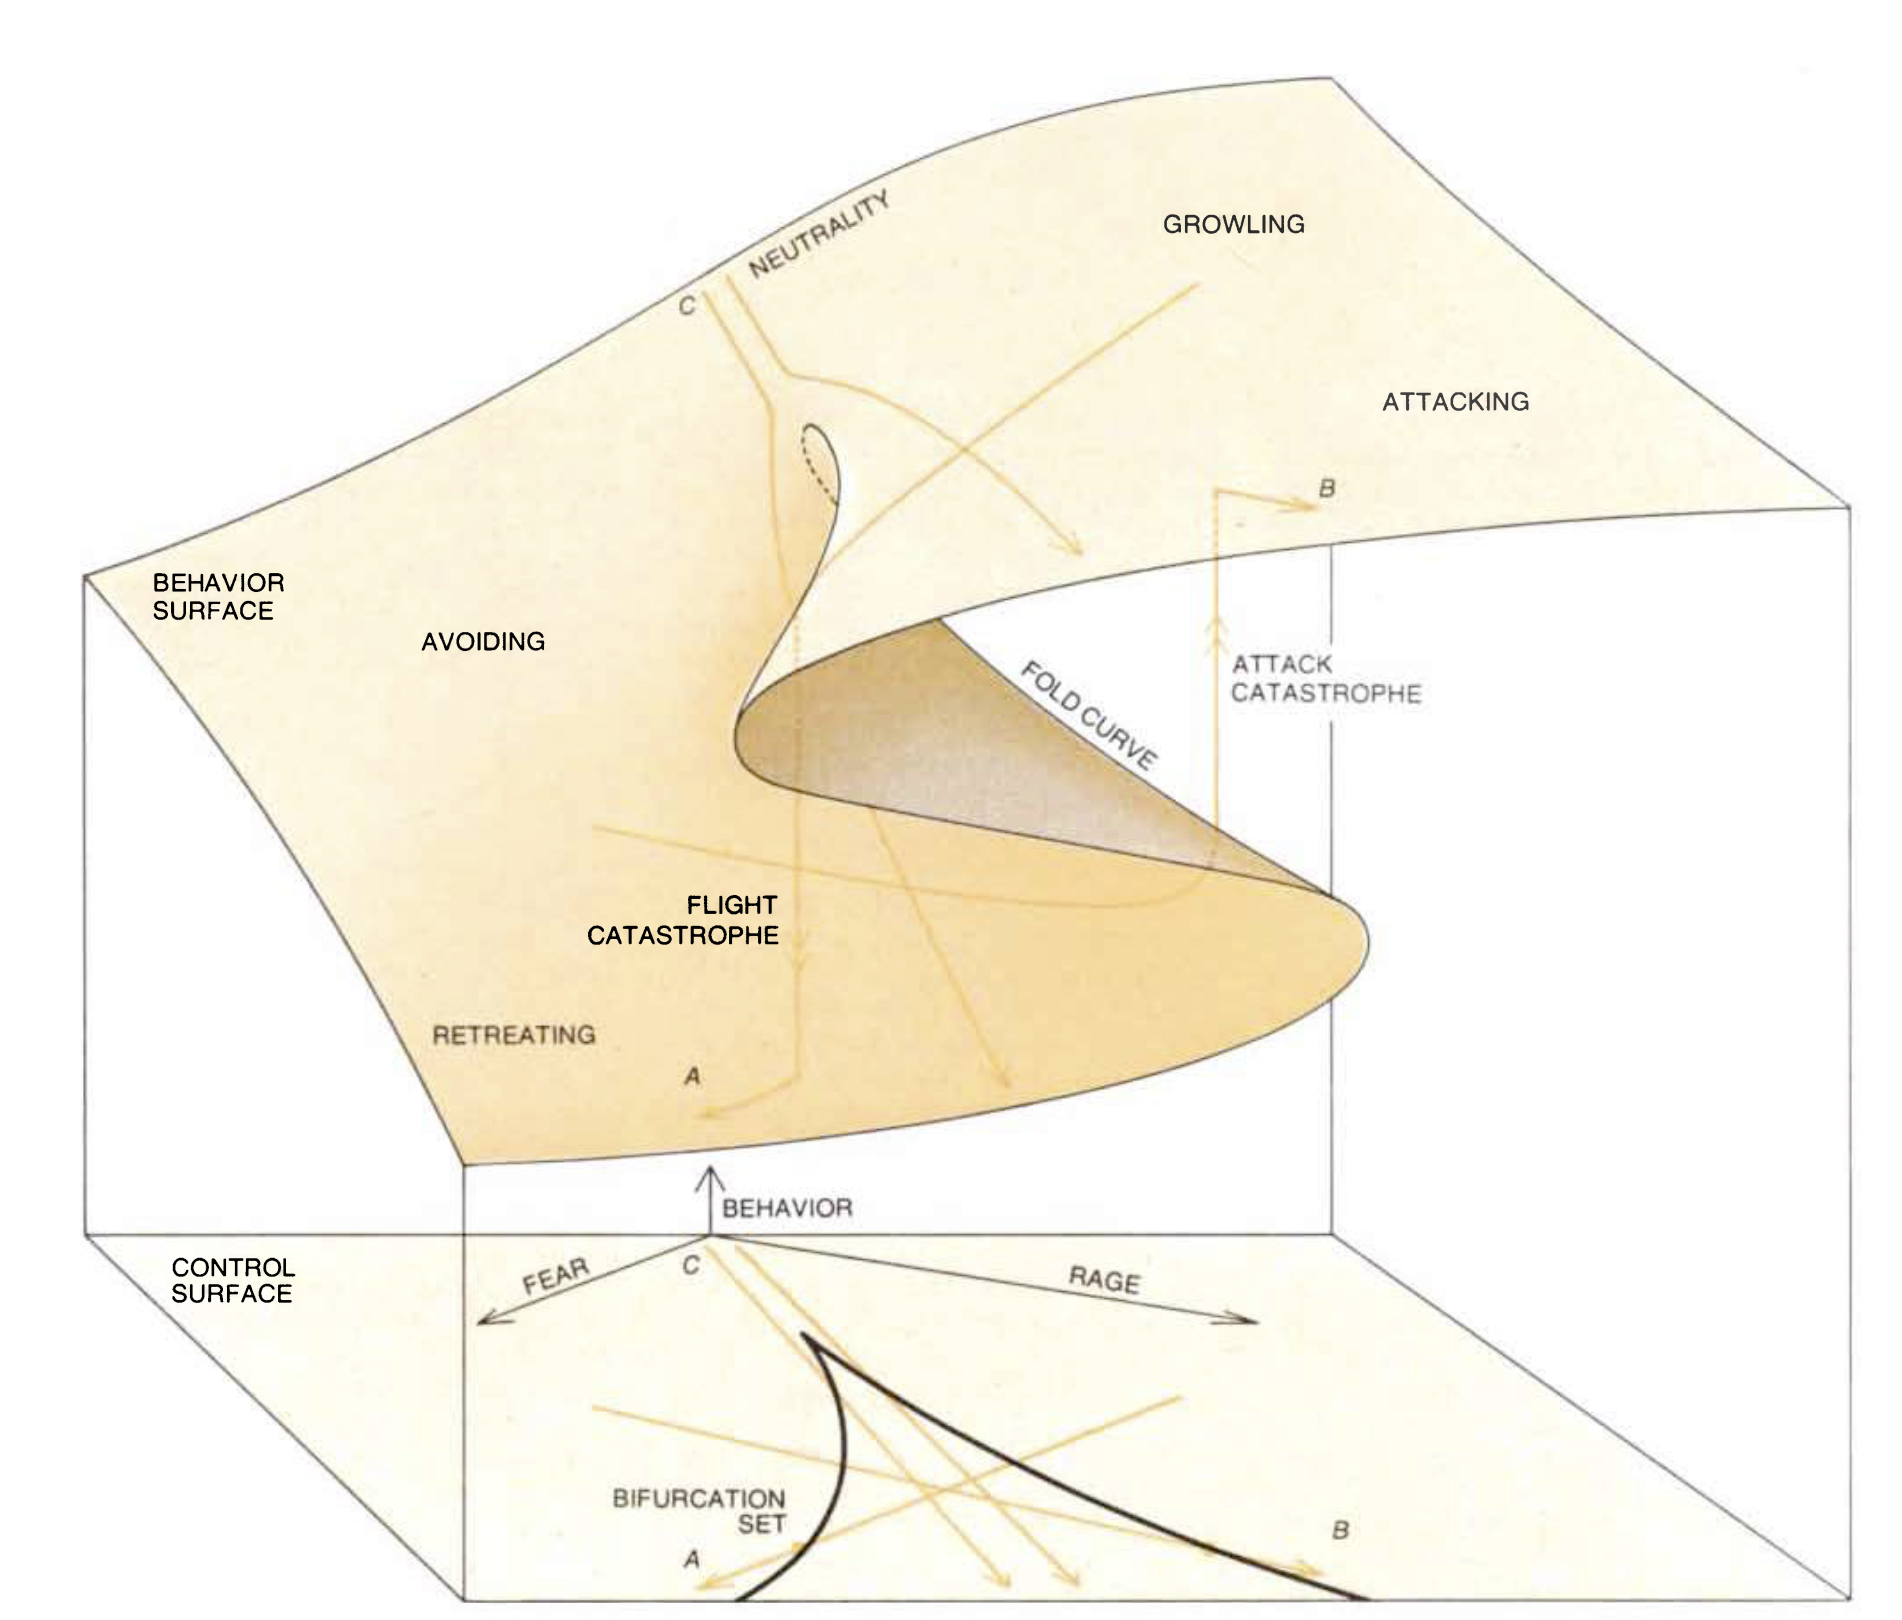 NEUTRALITY
GROWLING
C
ATTACKING
B
BEHAVIOR
SURFACE
AVOIDING
ATTACK
CATASTROPHE
FOLD CURVE
FLIGHT
CATASTROPHE
RETREATING
A
BEHAVIOR
CONTROL
SURFACE
FEAR
C
RAGE
BIFURCATION
SET
A
B